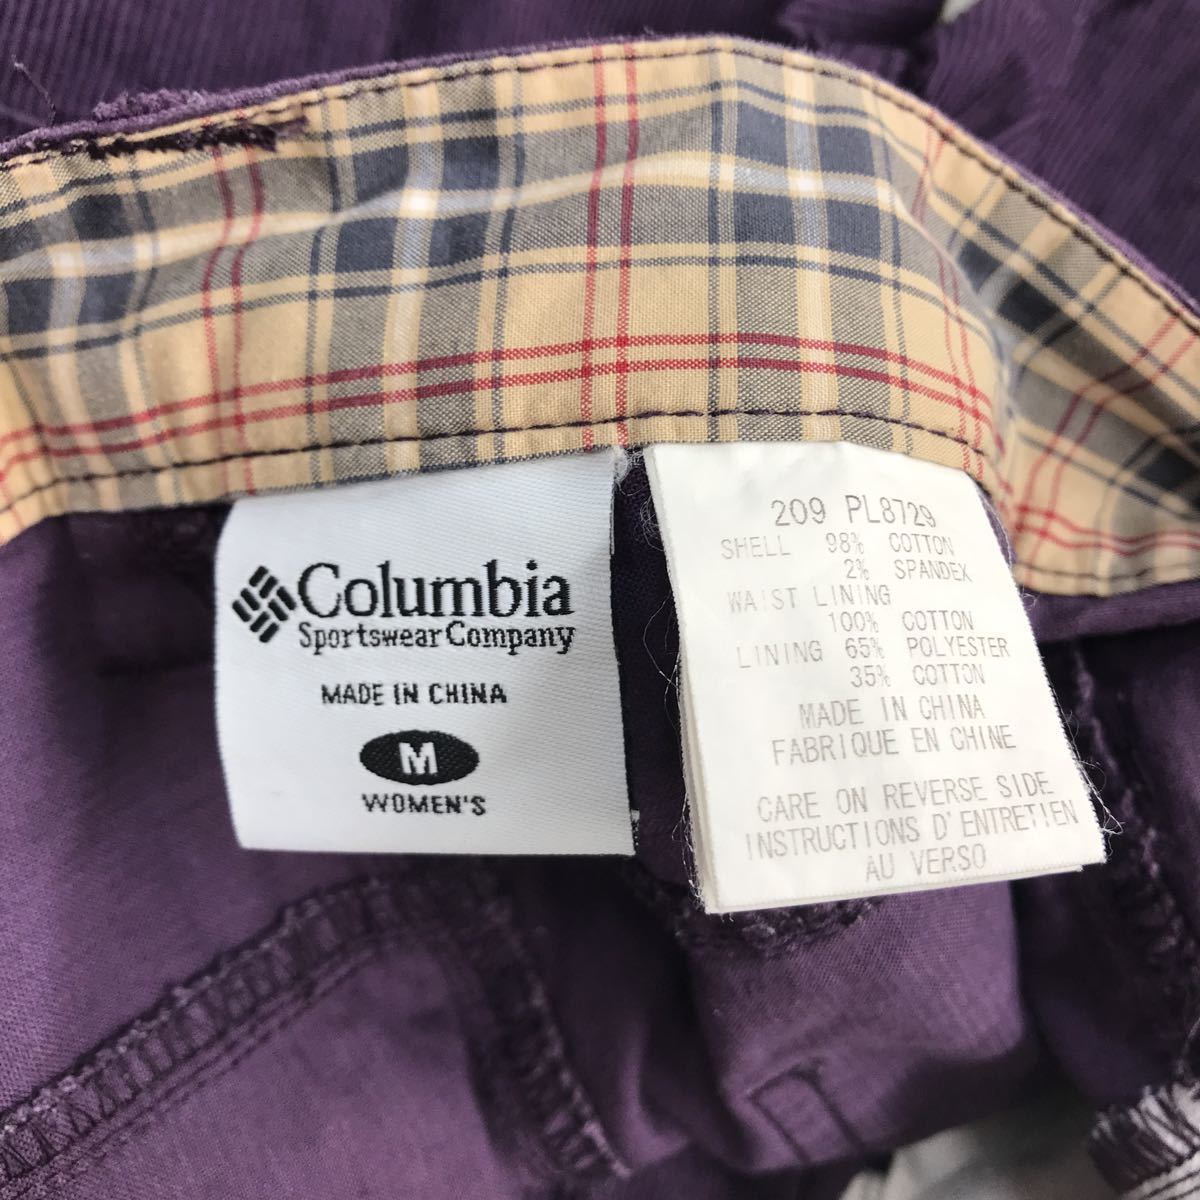 Columbia
Sportswear Company
MADE IN CHINA
M
WOMEN'S
209 PL8729
SHELL 98% COTTON
2% SPANDEX
WAIST LINING
100% COTTON
LINING 65% POLYESTER
35% COTTON
MADE IN CHINA
FABRIQUE EN CHINE
CARE ON REVERSE SIDE
INSTRUCTIONS D'ENTRETIEN
AU VERSO